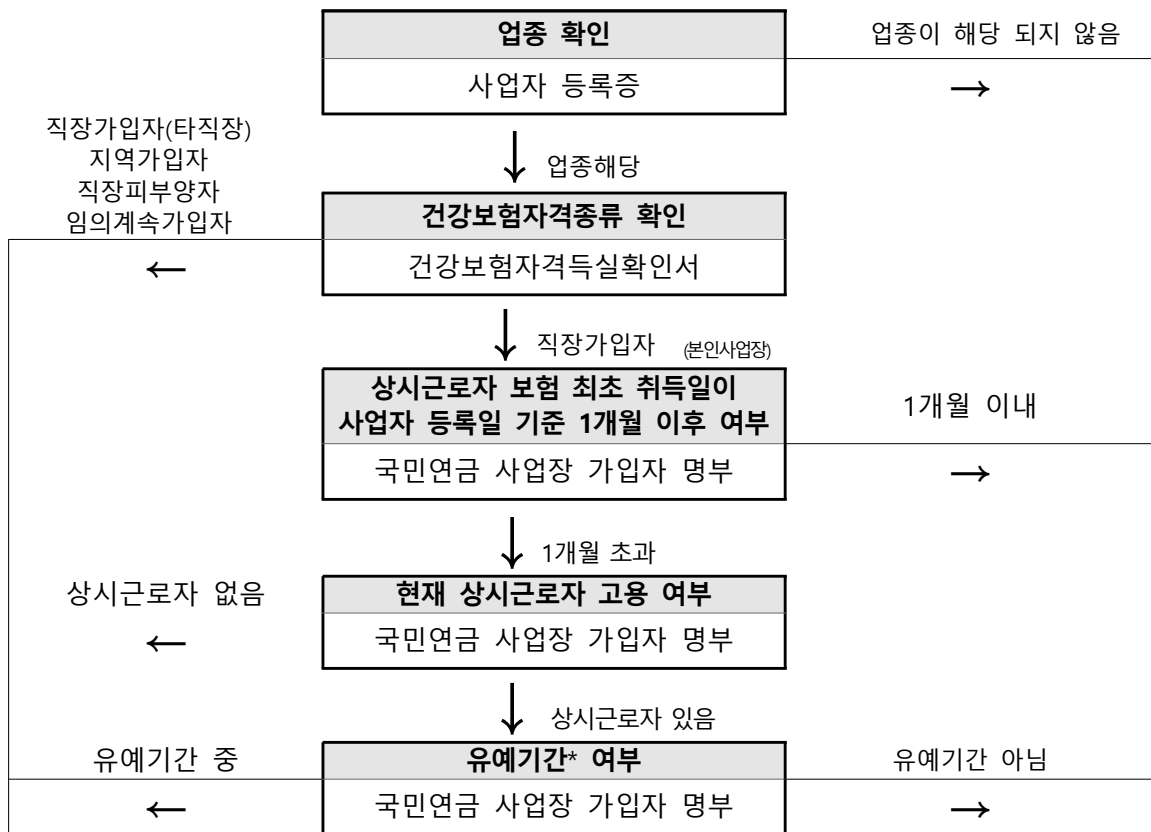 업종 확인
업종이 해당 되지 않음
사업자 등록증
→
직장가입자(타직장)
지역가입자
직장피부양자
임의계속가입자
↓ 업종해당
건강보험자격종류 확인
← 건강보험자격득실확인서
↓ 직장가입자 (본인사업장)
상시근로자 보험 최초 취득일이
사업자 등록일 기준 1개월 이후 여부
1개월 이내
국민연금 사업장 가입자 명부
→
↓ 1개월 초과
상시근로자 없음
현재 상시근로자 고용 여부
← 국민연금 사업장 가입자 명부
↓ 상시근로자 있음
유예기간 중
유예기간* 여부
유예기간 아님
← 국민연금 사업장 가입자 명부 →